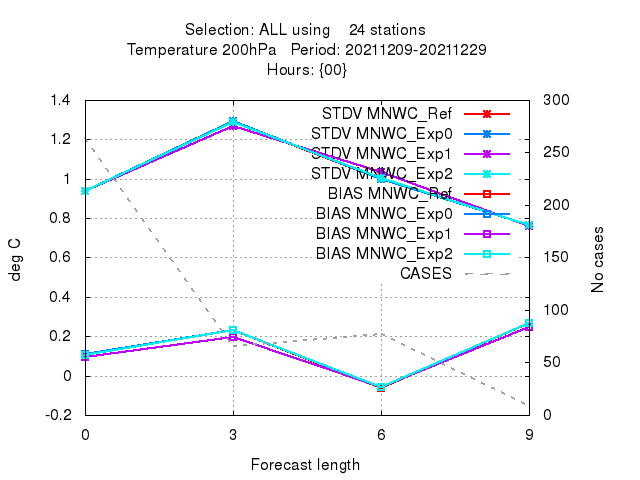 Selection: ALL using    24 stations
Temperature 200hPa   Period: 20211209-20211229
Hours: {00}
1.4
1.2
1
0.8
0.6
0.4
0.2
0
-0.2
300
250
200
150
100
50
0
0
3
6
9
deg C
No cases
Forecast length
STDV MNWC_Ref
STDV MNWC_Exp0
STDV MNWC_Exp1
STDV MNWC_Exp2
BIAS MNWC_Ref
BIAS MNWC_Exp0
BIAS MNWC_Exp1
BIAS MNWC_Exp2
CASES